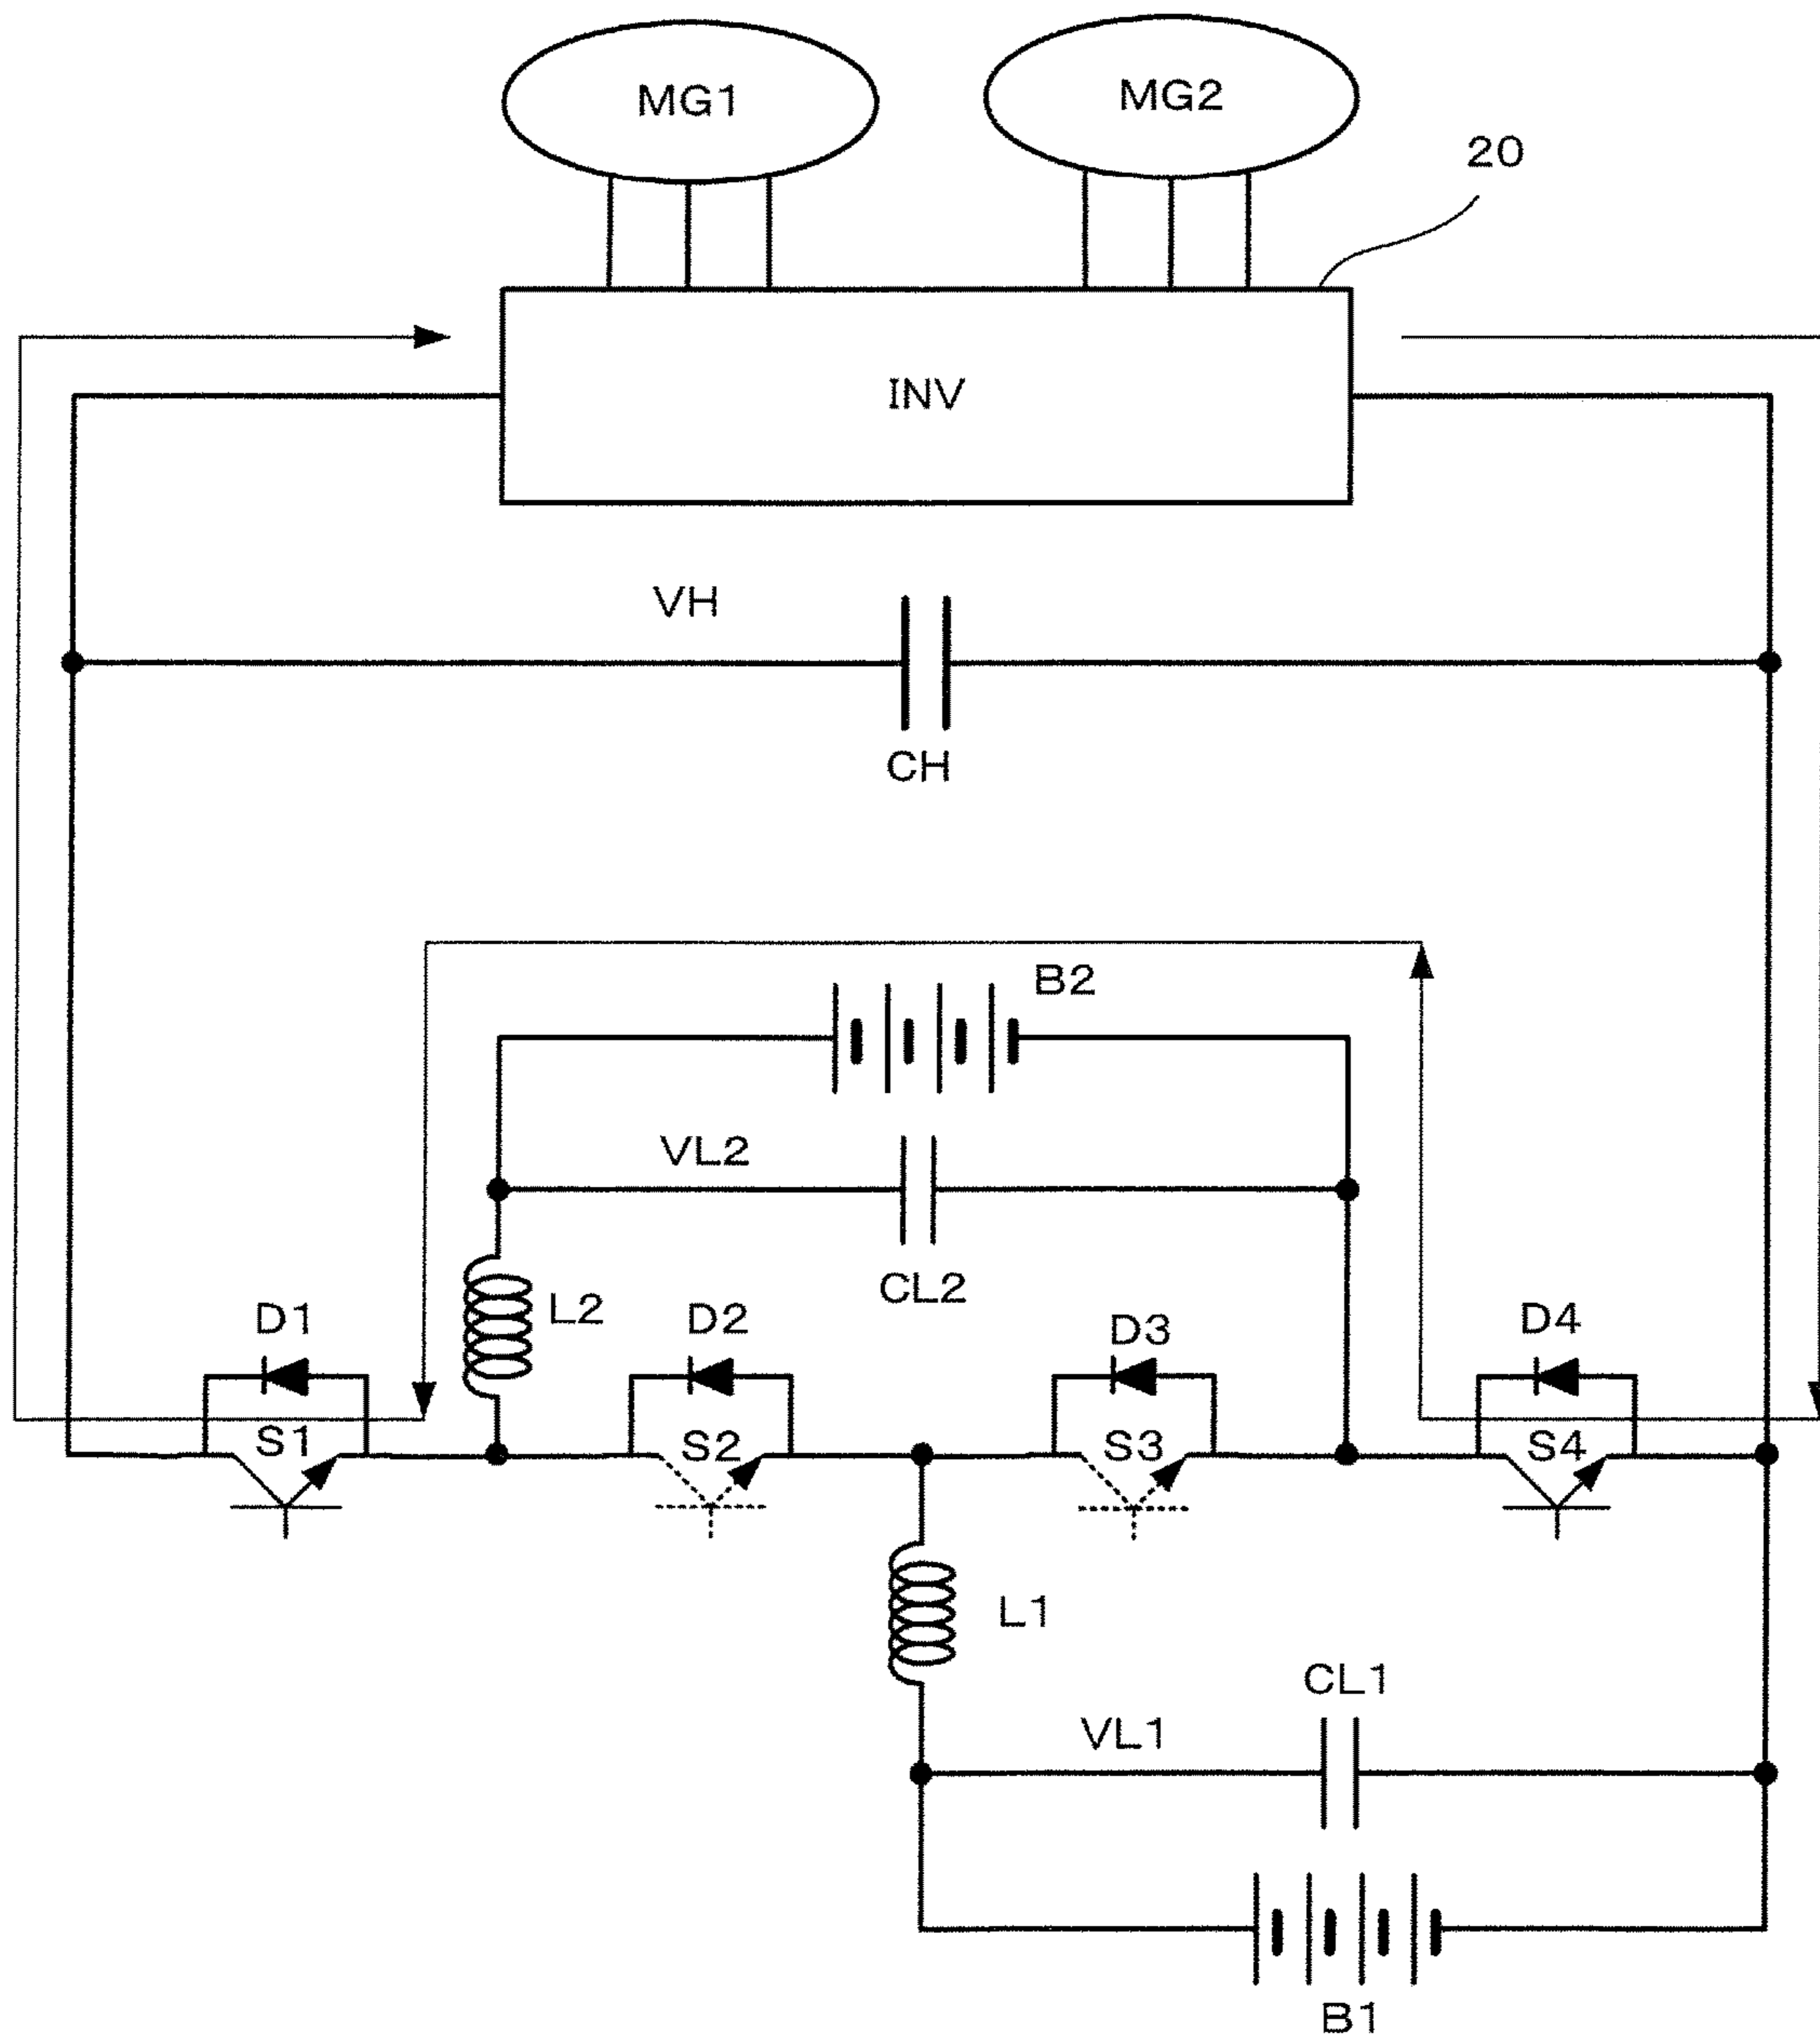 MG1
MG2
20
INV
VH
CH
B2
VL2
CL2
L2
D1
D2
D3
D4
S1
S2
S3
S4
L1
CL1
VL1
B1